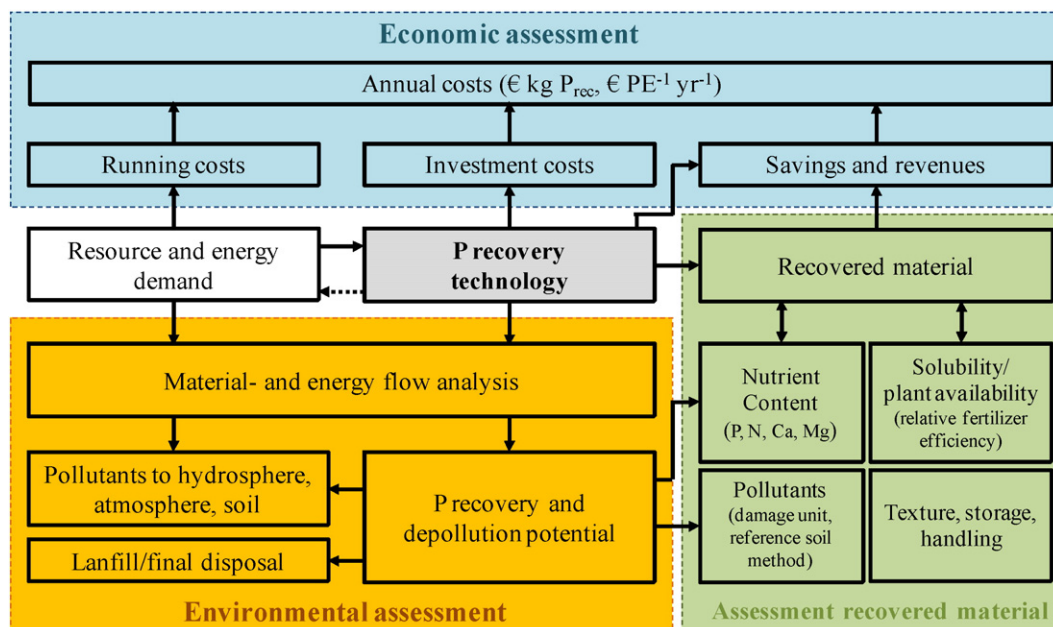 Economic assessment
Annual costs (€ kg P_rec, € PE⁻¹ yr⁻¹)
Running costs
Investment costs
Savings and revenues
Resource and energy
demand
P recovery
technology
Recovered material
Material- and energy flow analysis
Nutrient
Content
(P, N, Ca, Mg)
Solubility/
plant availability
(relative fertilizer
efficiency)
Pollutants to hydrosphere,
atmosphere, soil
P recovery and
depollution potential
Pollutants
(damage unit,
reference soil
method)
Texture, storage,
handling
Lanfill/final disposal
Environmental assessment
Assessment recovered material